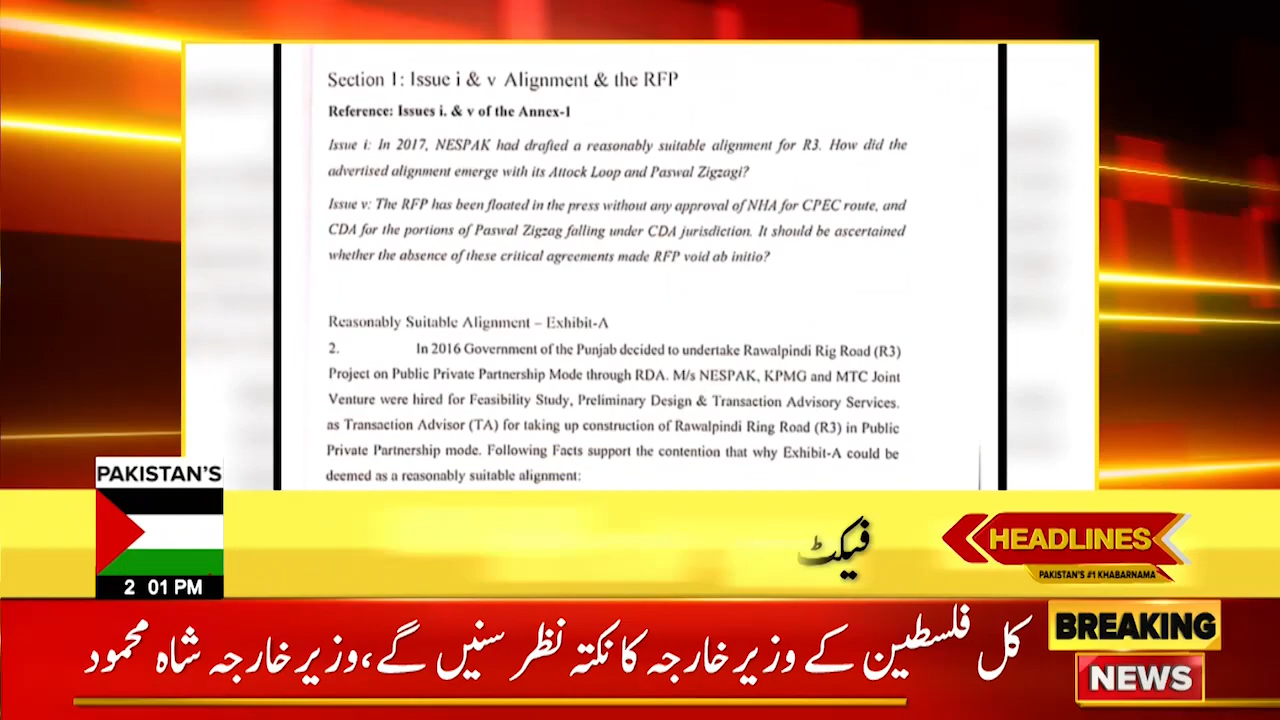 Section 1: Issue i & v Alignment & the RFP
Reference: Issues i. & v of the Annex-I
Issue i: In 2017, NESPAK had drafted a reasonably suitable alignment for R3. How did the
advertised alignment emerge with its Attock Loop and Paswal Zigzagi?
Issue v: The RFP has been floated in the press without any approval of NHA for CPEC route, and
CDA for the portions of Paswal Zigzag falling under CDA jurisdiction. It should be ascertained
whether the absence of these critical agreements made RFP void ab initio?
Reasonably Suitable Alignment – Exhibit-A
2. In 2016 Government of the Punjab decided to undertake Rawalpindi Rig Road (R3)
Project on Public Private Partnership Mode through RDA. M/s NESPAK, KPMG and MTC Joint
Venture were hired for Feasibility Study, Preliminary Design & Transaction Advisory Services.
as Transaction Advisor (TA) for taking up construction of Rawalpindi Ring Road (R3) in Public
Private Partnership mode. Following Facts support the contention that why Exhibit-A could be
deemed as a reasonably suitable alignment:
PAKISTAN'S
2 01 PM
فیکٹ
HEADLINES
PAKISTAN'S #1 KHABARNAMA
کل فلسطین کے وزیر خارجہ کا نکتہ نظر سنیں گے،وزیر خارجہ شاہ محمود
BREAKING
NEWS